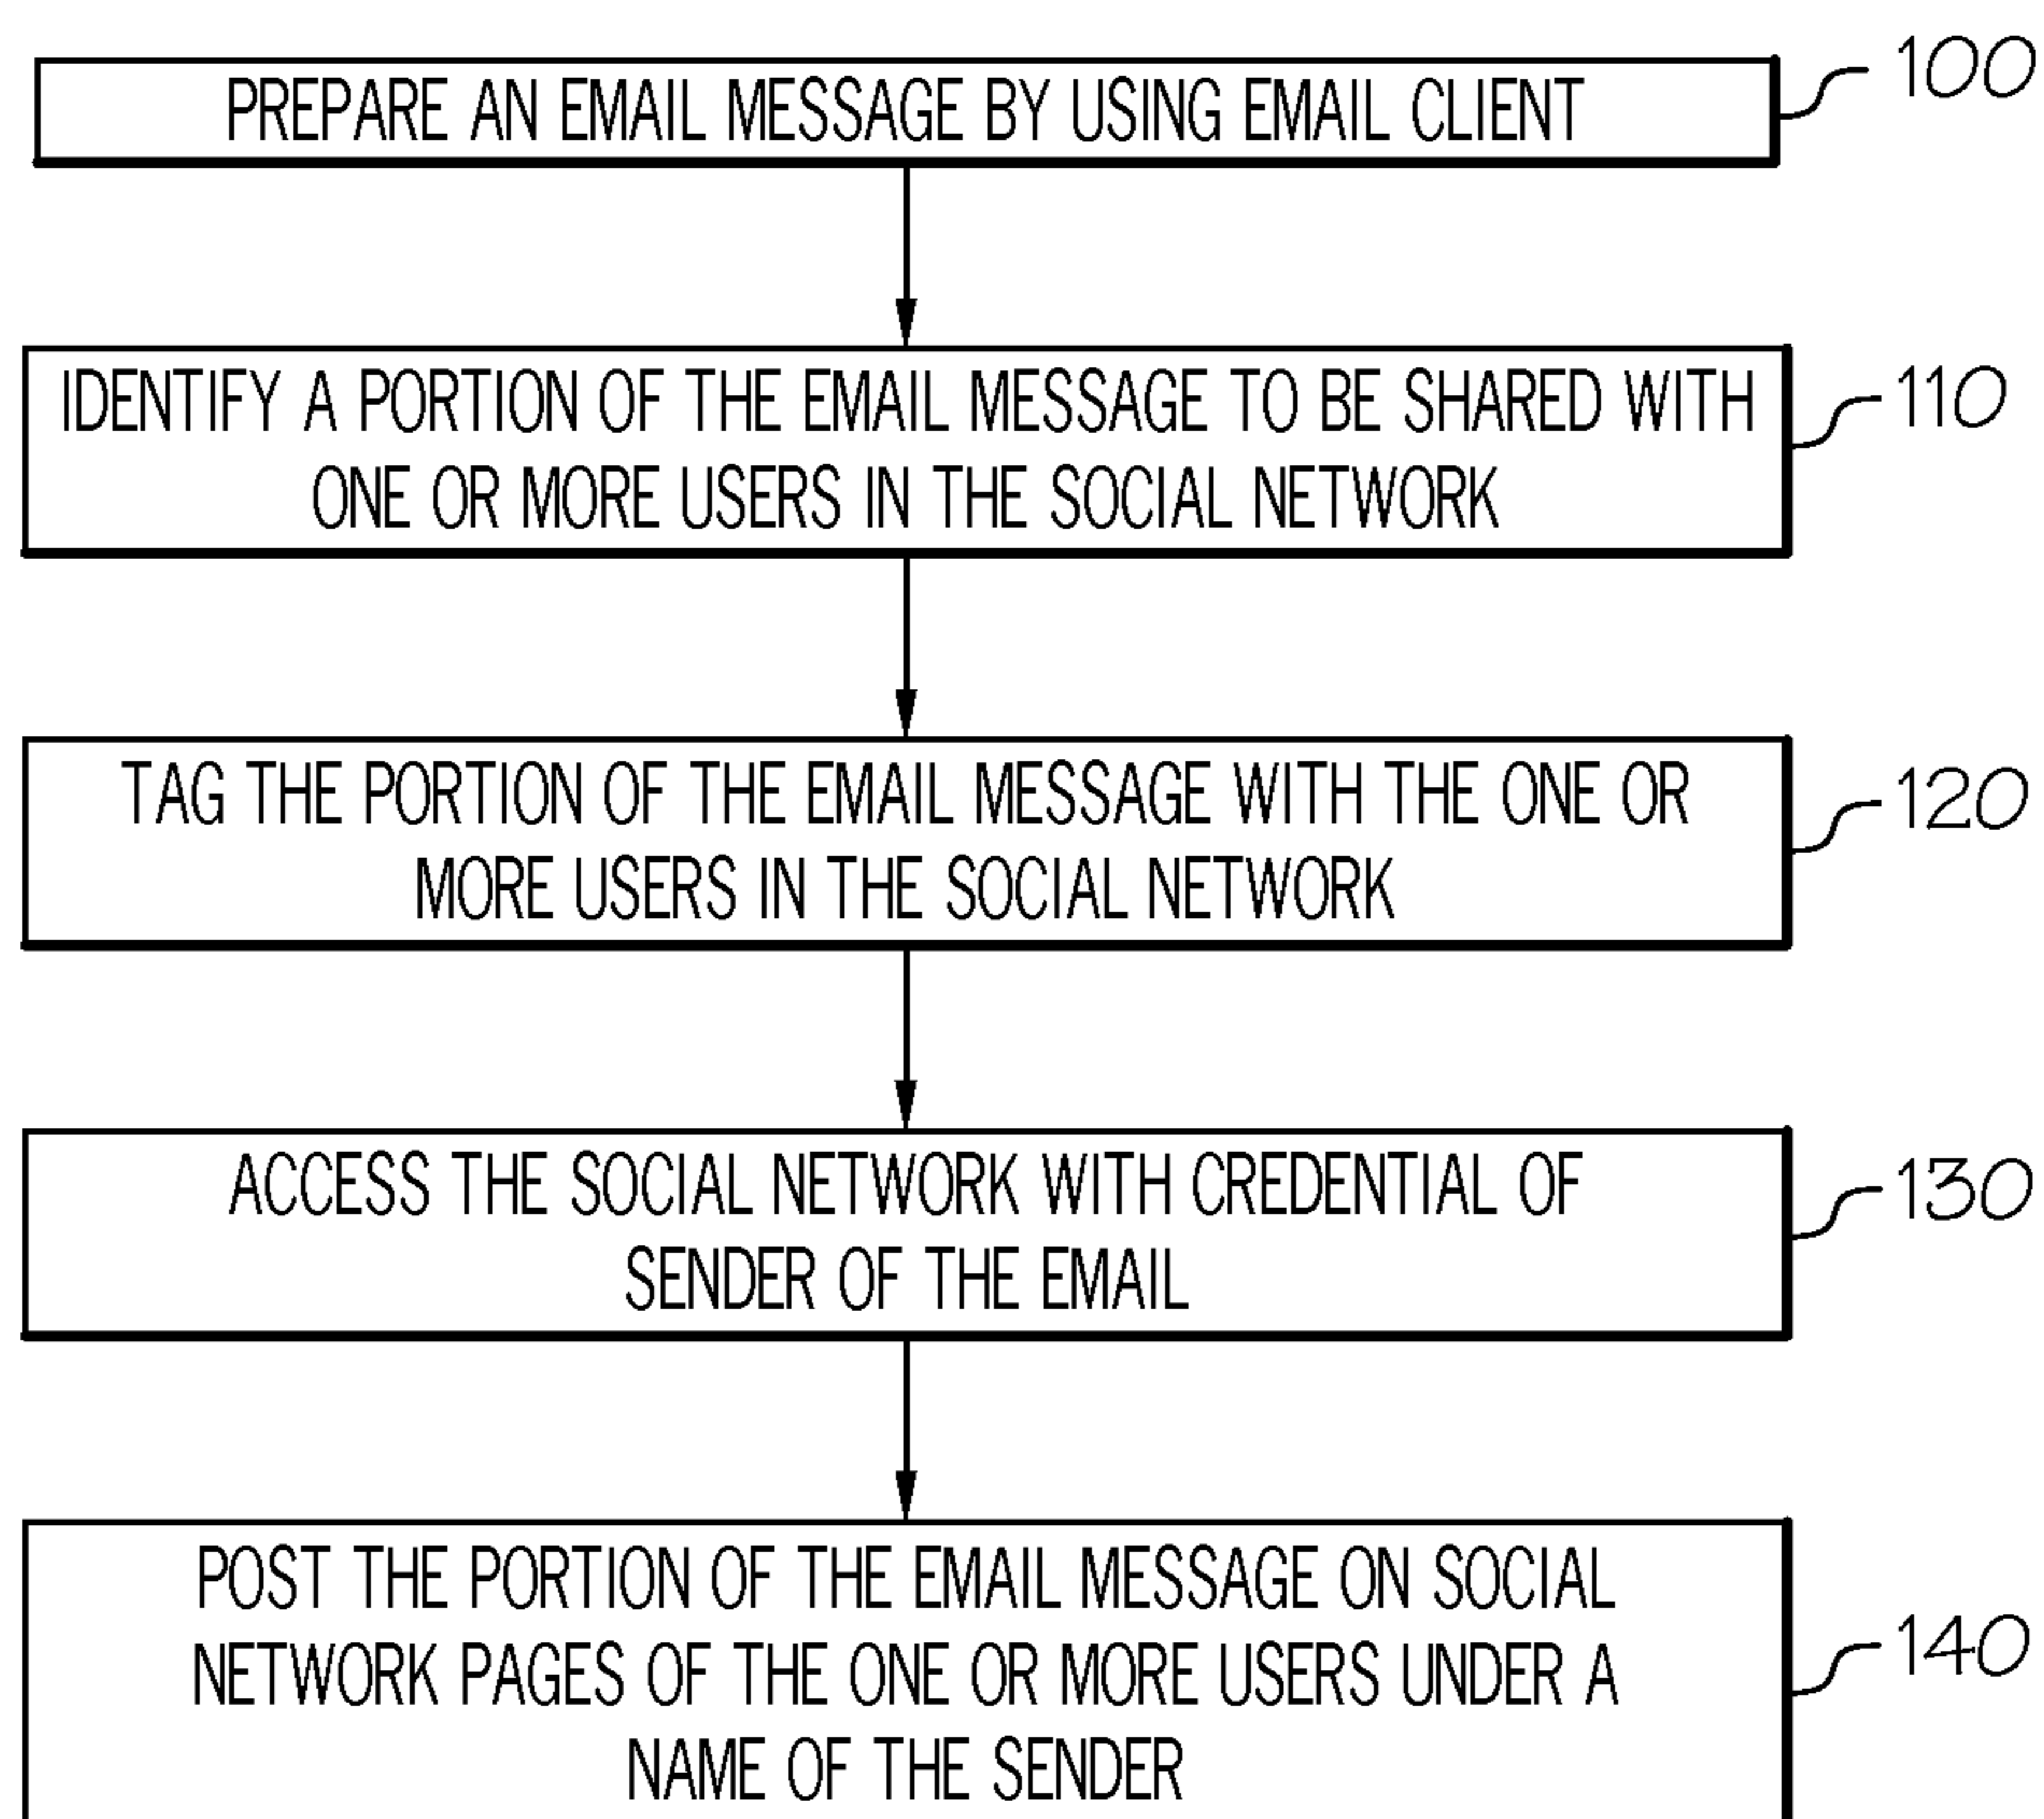 PREPARE AN EMAIL MESSAGE BY USING EMAIL CLIENT
100
IDENTIFY A PORTION OF THE EMAIL MESSAGE TO BE SHARED WITH
ONE OR MORE USERS IN THE SOCIAL NETWORK
110
TAG THE PORTION OF THE EMAIL MESSAGE WITH THE ONE OR
MORE USERS IN THE SOCIAL NETWORK
120
ACCESS THE SOCIAL NETWORK WITH CREDENTIAL OF
SENDER OF THE EMAIL
130
POST THE PORTION OF THE EMAIL MESSAGE ON SOCIAL
NETWORK PAGES OF THE ONE OR MORE USERS UNDER A
NAME OF THE SENDER
140